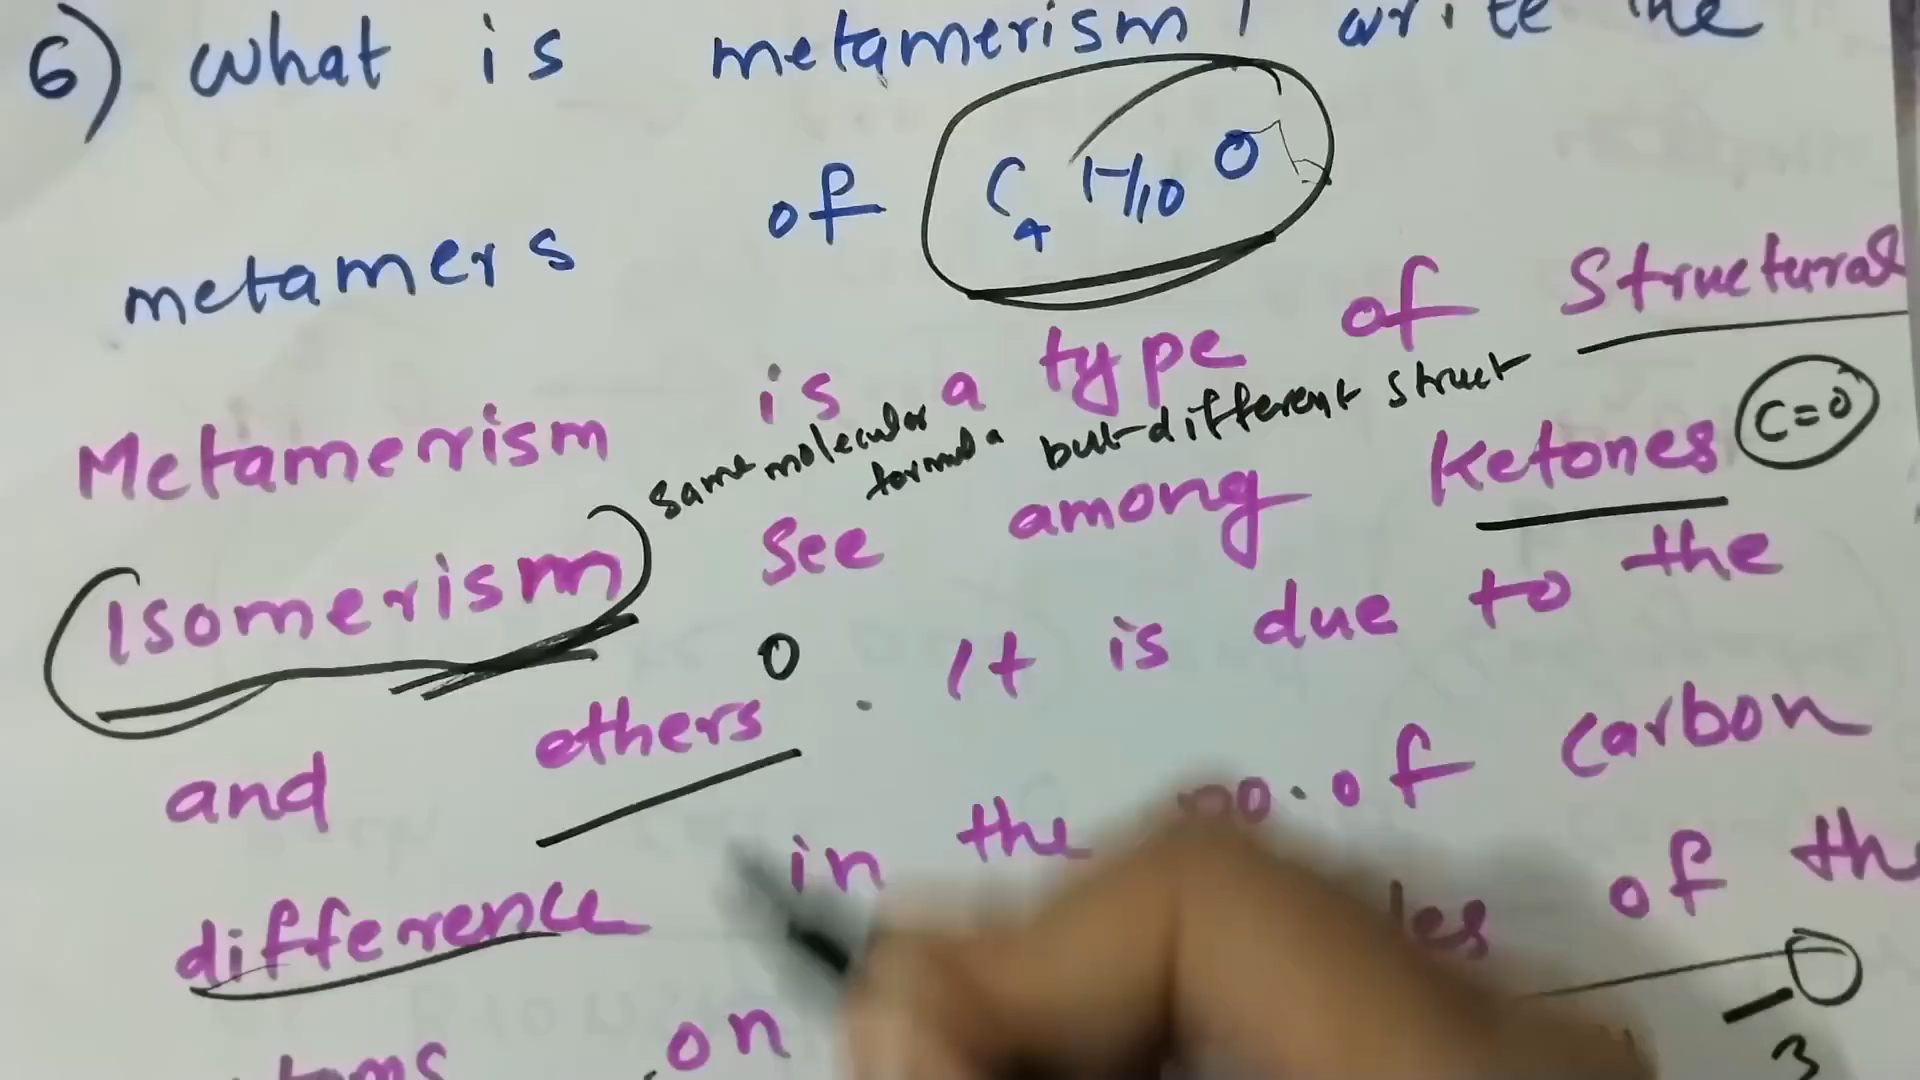 6) What is metamerism? write the
metamers of C4H10O
Metamerism is a type of Structural
same molecular formula but different struct
Isomerism see among ketones C=O
and ethers O . It is due to the
difference in the no. of carbon
of the
on
3